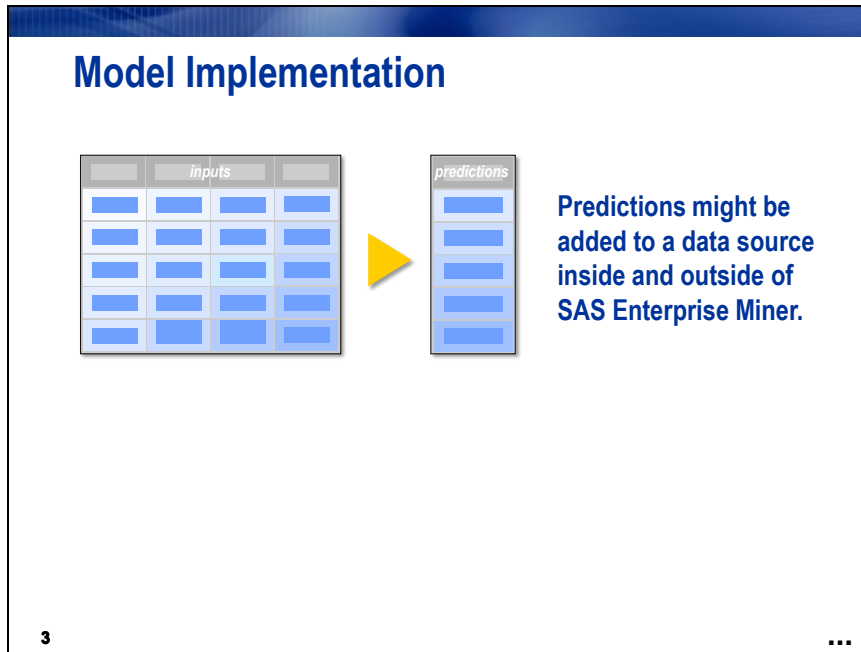 Model Implementation
inputs
predictions
Predictions might be
added to a data source
inside and outside of
SAS Enterprise Miner.
3
...